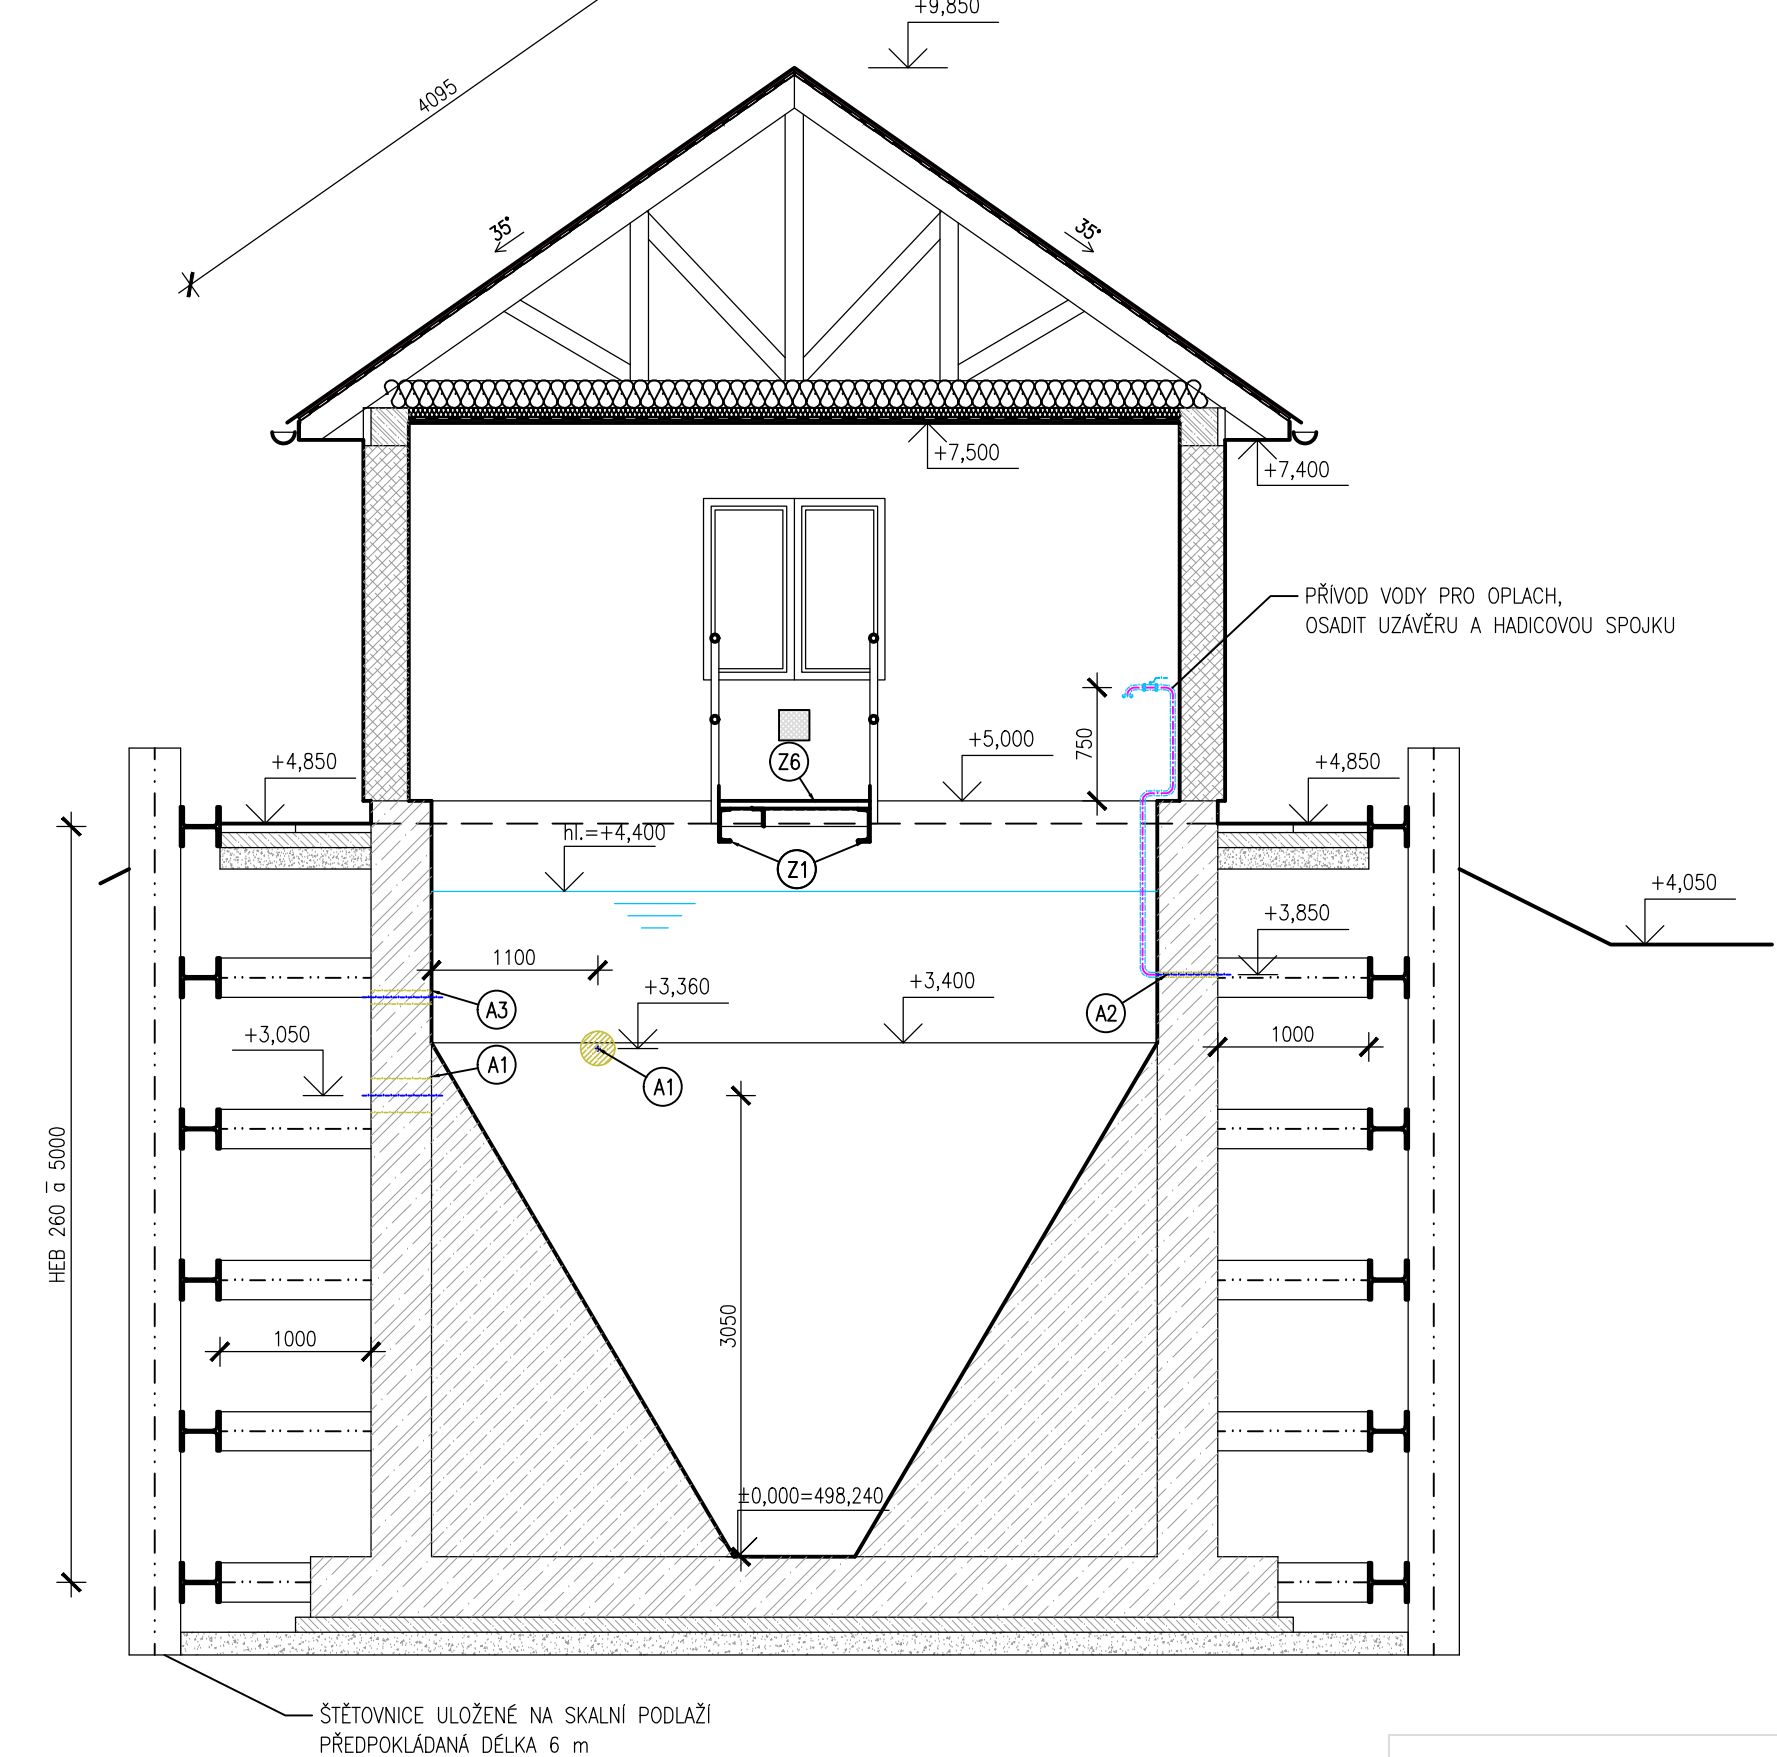 +9,850
4095
35°
35°
+7,500
+7,400
PŘÍVOD VODY PRO OPLACH,
OSADIT UZÁVĚRU A HADICOVOU SPOJKU
750
+5,000
Z6
+4,850
+4,850
hl.=+4,400
Z1
+4,050
+3,850
1100
+3,360
+3,400
A3
A2
+3,050
A1
A1
1000
HEB 260 a 5000
3050
1000
±0,000=498,240
ŠTĚTOVNICE ULOŽENÉ NA SKALNÍ PODLAŽÍ
PŘEDPOKLÁDANÁ DÉLKA 6 m